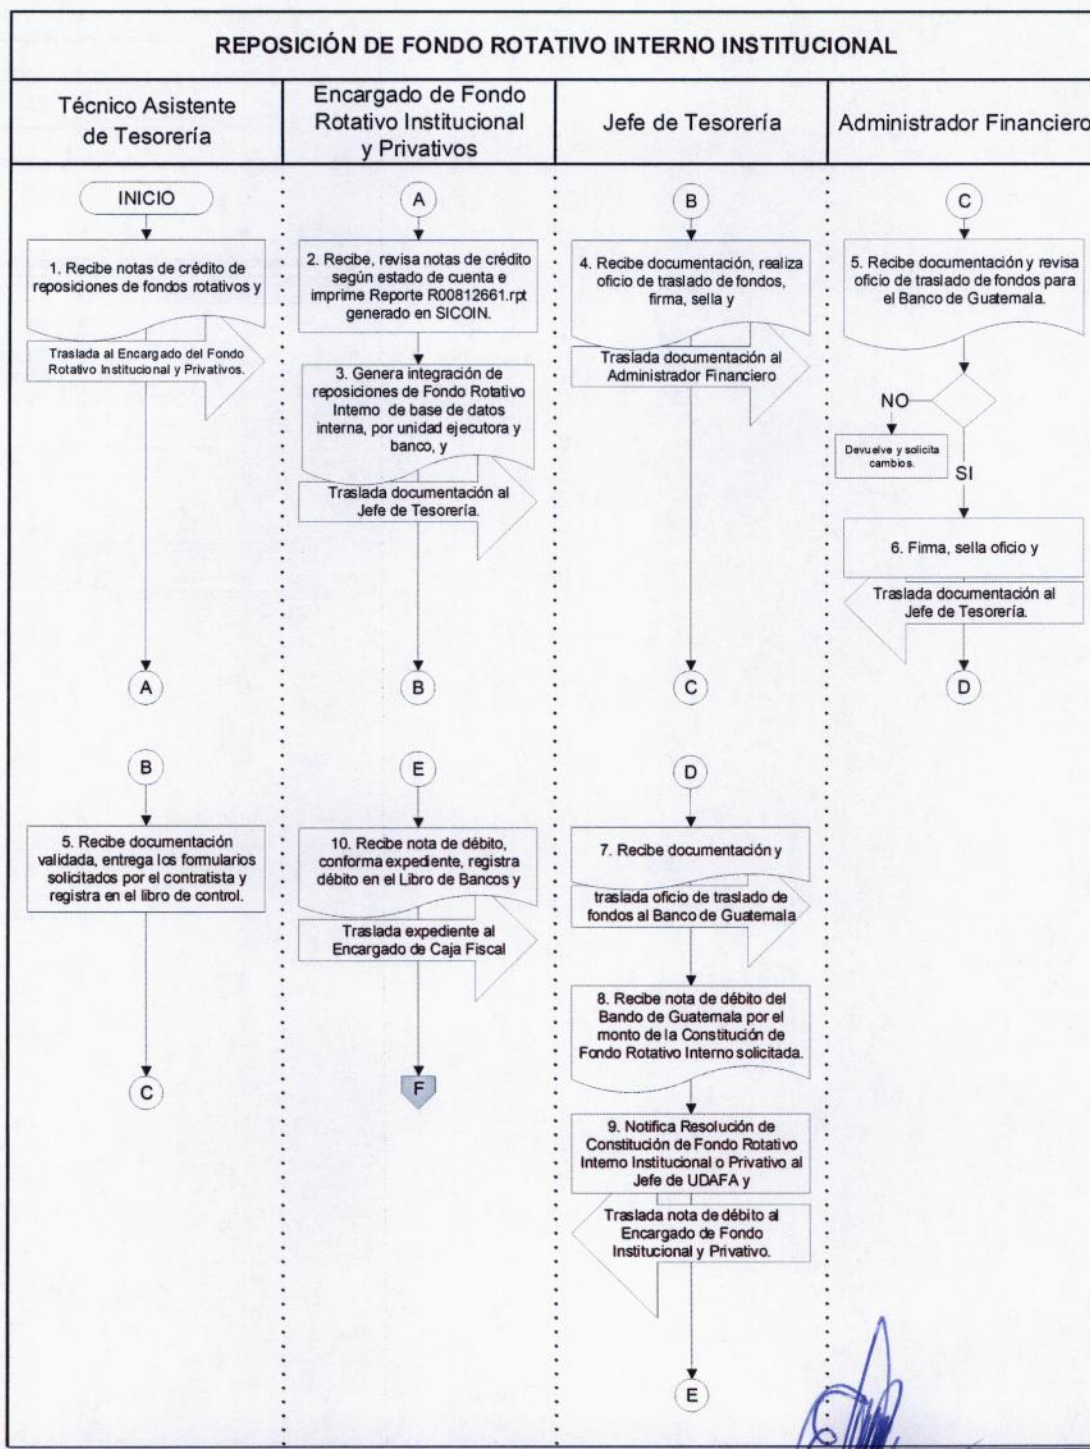 REPOSICIÓN DE FONDO ROTATIVO INTERNO INSTITUCIONAL
Técnico Asistente
de Tesorería
Encargado de Fondo
Rotativo Institucional
y Privativos
Jefe de Tesorería
Administrador Financiero
INICIO
1. Recibe notas de crédito de
reposiciones de fondos rotativos y
Traslada al Encargado del Fondo
Rotativo Institucional y Privativos.
A
A
2. Recibe, revisa notas de crédito
según estado de cuenta e
imprime Reporte R00812661.rpt
generado en SICOIN.
3. Genera integración de
reposiciones de Fondo Rotativo
Interno de base de datos
interna, por unidad ejecutora y
banco, y
Traslada documentación al
Jefe de Tesorería.
B
B
4. Recibe documentación, realiza
oficio de traslado de fondos,
firma, sella y
Traslada documentación al
Administrador Financiero
C
C
5. Recibe documentación y revisa
oficio de traslado de fondos para
el Banco de Guatemala.
NO
Devuelve y solicita
cambios.
SI
6. Firma, sella oficio y
Traslada documentación al
Jefe de Tesorería.
D
B
5. Recibe documentación
validada, entrega los formularios
solicitados por el contratista y
registra en el libro de control.
C
E
10. Recibe nota de débito,
conforma expediente, registra
débito en el Libro de Bancos y
Traslada expediente al
Encargado de Caja Fiscal
F
D
7. Recibe documentación y
traslada oficio de traslado de
fondos al Banco de Guatemala
8. Recibe nota de débito del
Bando de Guatemala por el
monto de la Constitución de
Fondo Rotativo Interno solicitada.
9. Notifica Resolución de
Constitución de Fondo Rotativo
Interno Institucional o Privativo al
Jefe de UDAFA y
Traslada nota de débito al
Encargado de Fondo
Institucional y Privativo.
E